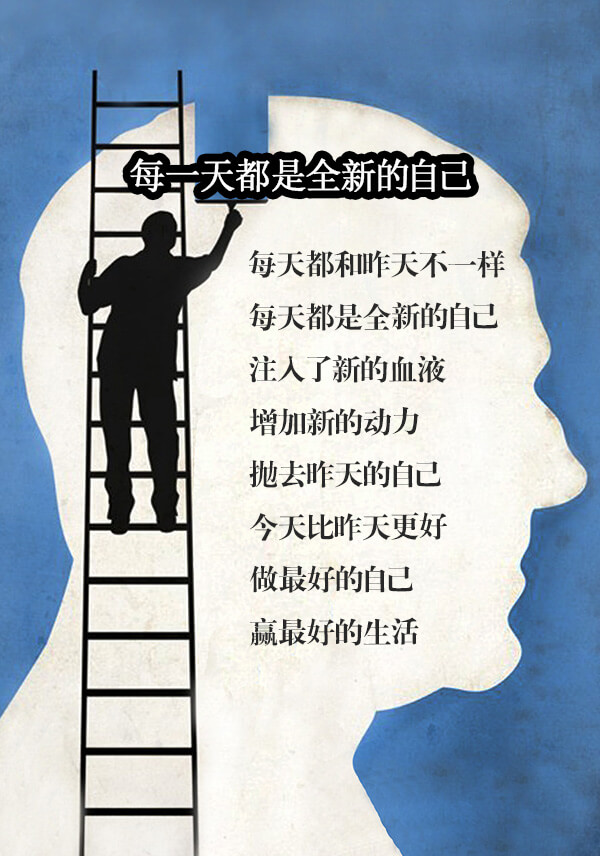 每一天都是全新的自己
每天都和昨天不一样
每天都是全新的自己
注入了新的血液
增加新的动力
抛去昨天的自己
今天比昨天更好
做最好的自己
赢最好的生活